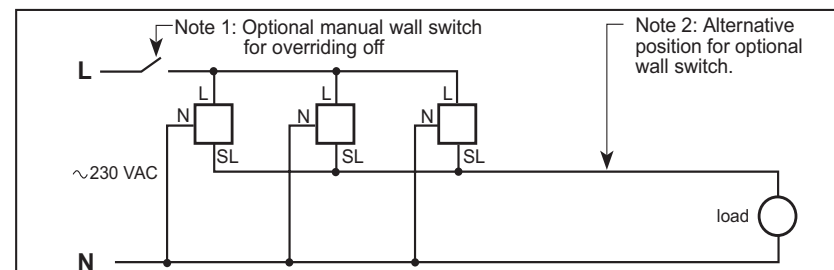 Note 1: Optional manual wall switch
for overriding off
Note 2: Alternative
position for optional
wall switch.
L
L
L
L
N
N
N
SL
SL
SL
∼230 VAC
load
N